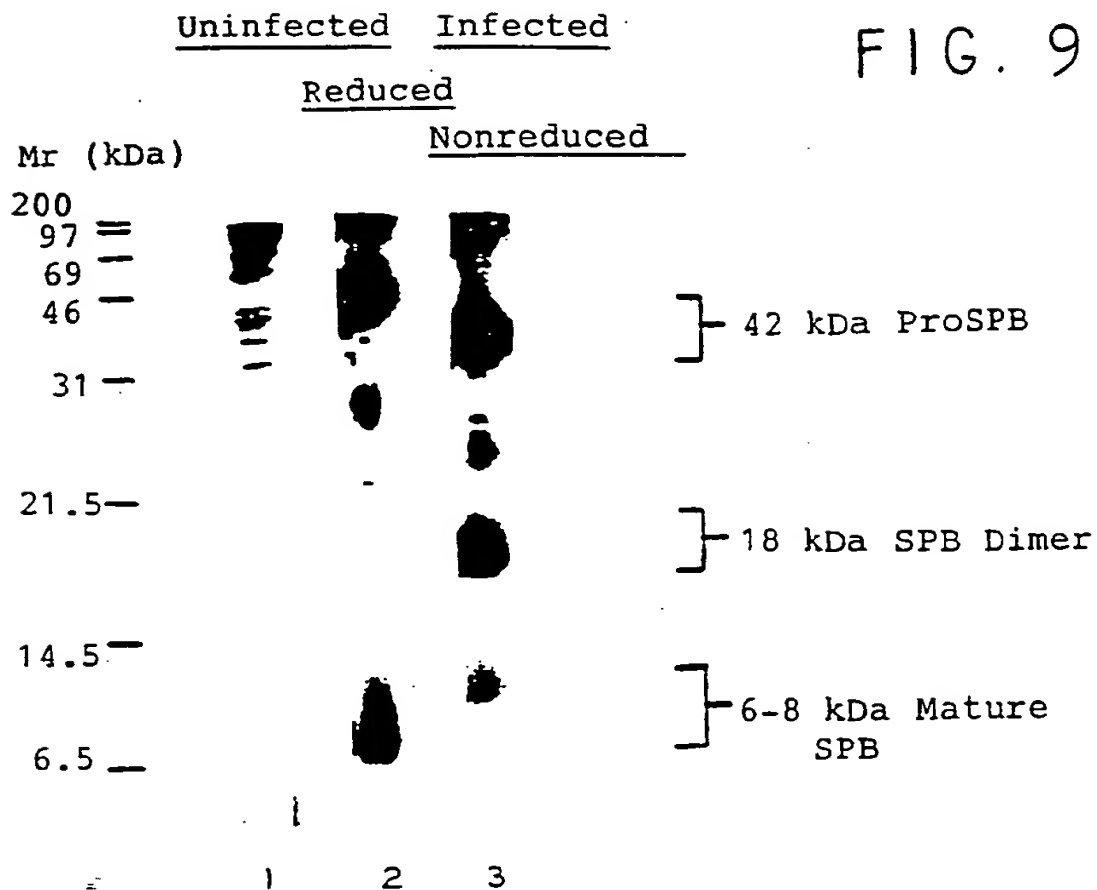 Uninfected Infected
FIG. 9
Reduced
Nonreduced
Mr (kDa)
200
97
69
46
42 kDa ProSPB
31
21.5
18 kDa SPB Dimer
14.5
6-8 kDa Mature
SPB
6.5
1 2 3